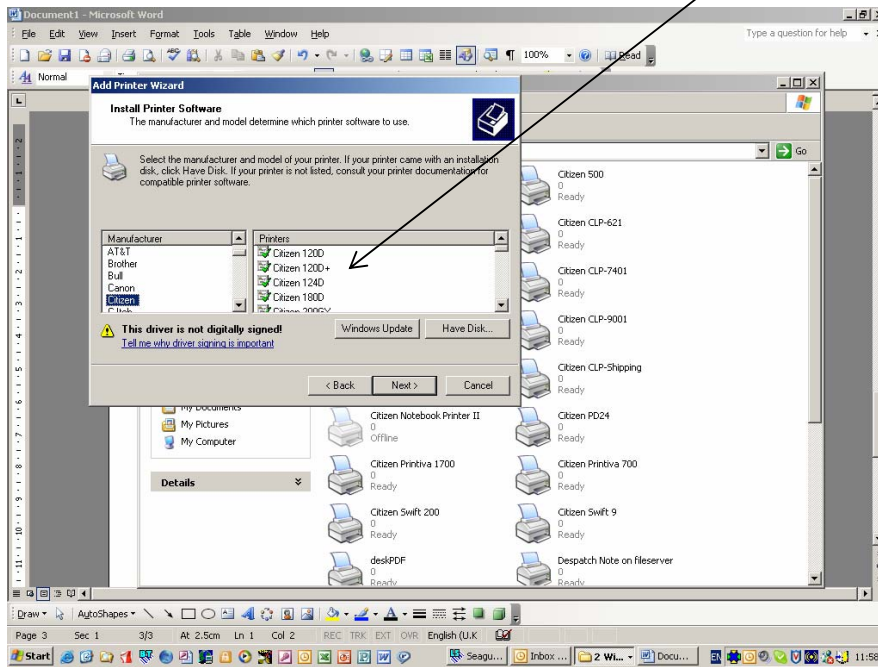 Document1 - Microsoft Word
File Edit View Insert Format Tools Table Window Help
Type a question for help
100%
Read
Normal
Add Printer Wizard
Install Printer Software
The manufacturer and model determine which printer software to use.
Select the manufacturer and model of your printer. If your printer came with an installation
disk, click Have Disk. If your printer is not listed, consult your printer documentation for
compatible printer software.
Manufacturer
AT&T
Brother
Bull
Canon
Citizen
C.Itoh
Printers
Citizen 120D
Citizen 120D+
Citizen 124D
Citizen 180D
Citizen 200GX
This driver is not digitally signed!
Tell me why driver signing is important
Windows Update
Have Disk...
< Back
Next >
Cancel
Go
Citizen 500
0
Ready
Citizen CLP-621
0
Ready
Citizen CLP-7401
0
Ready
Citizen CLP-9001
0
Ready
Citizen CLP-Shipping
0
Ready
My Documents
My Pictures
My Computer
Details
Citizen Notebook Printer II
0
Offline
Citizen PD24
0
Ready
Citizen Printiva 1700
0
Ready
Citizen Printiva 700
0
Ready
Citizen Swift 200
0
Ready
Citizen Swift 9
0
Ready
deskPDF
0
Ready
Despatch Note on fileserver
0
Ready
Draw AutoShapes
Page 3 Sec 1 3/3 At 2.5cm Ln 1 Col 2 REC TRK EXT OVR English (U.K
Start
Seagu...
Inbox ...
2 Wi...
Docu...
EN
11:58